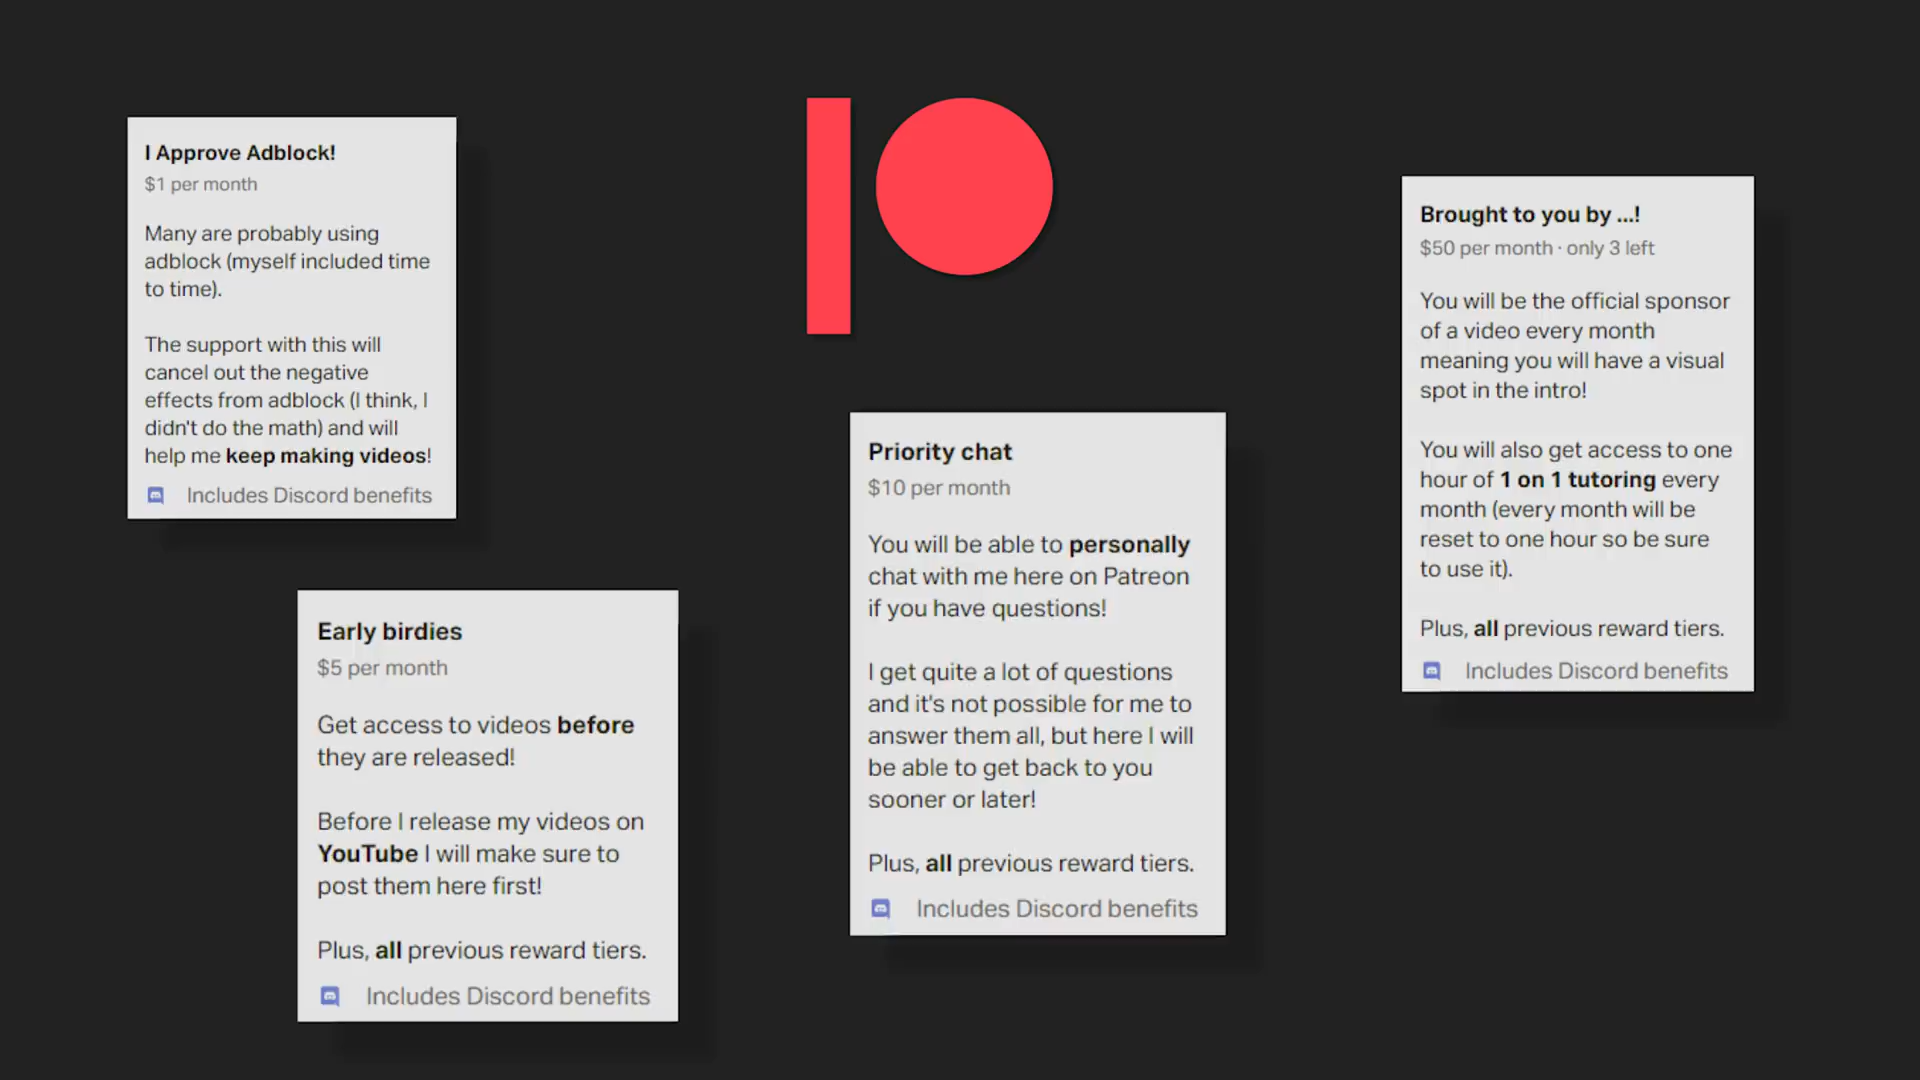 I Approve Adblock!
$1 per month
Many are probably using
adblock (myself included time
to time).
The support with this will
cancel out the negative
effects from adblock (I think, I
didn't do the math) and will
help me keep making videos!
Includes Discord benefits
Early birdies
$5 per month
Get access to videos before
they are released!
Before I release my videos on
YouTube I will make sure to
post them here first!
Plus, all previous reward tiers.
Includes Discord benefits
Priority chat
$10 per month
You will be able to personally
chat with me here on Patreon
if you have questions!
I get quite a lot of questions
and it's not possible for me to
answer them all, but here I will
be able to get back to you
sooner or later!
Plus, all previous reward tiers.
Includes Discord benefits
Brought to you by ...!
$50 per month · only 3 left
You will be the official sponsor
of a video every month
meaning you will have a visual
spot in the intro!
You will also get access to one
hour of 1 on 1 tutoring every
month (every month will be
reset to one hour so be sure
to use it).
Plus, all previous reward tiers.
Includes Discord benefits